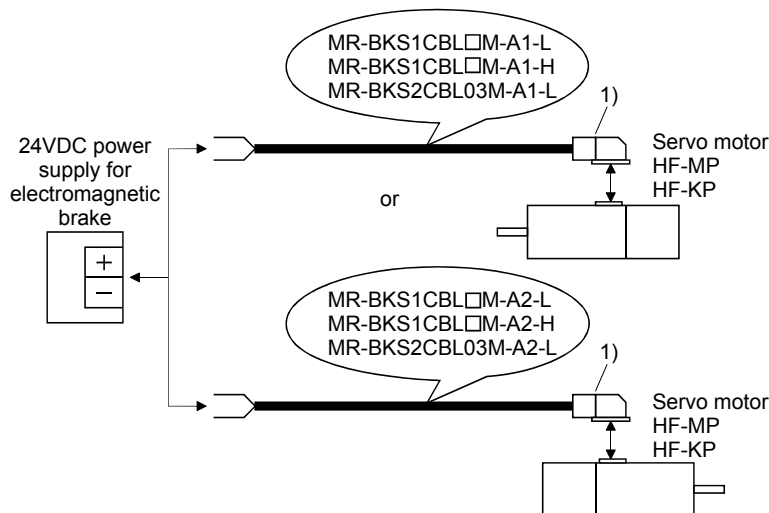 MR-BKS1CBL□M-A1-L
MR-BKS1CBL□M-A1-H
MR-BKS2CBL03M-A1-L
1)
24VDC power
supply for
electromagnetic
brake
Servo motor
HF-MP
HF-KP
or
+
−
MR-BKS1CBL□M-A2-L
MR-BKS1CBL□M-A2-H
MR-BKS2CBL03M-A2-L
1)
Servo motor
HF-MP
HF-KP